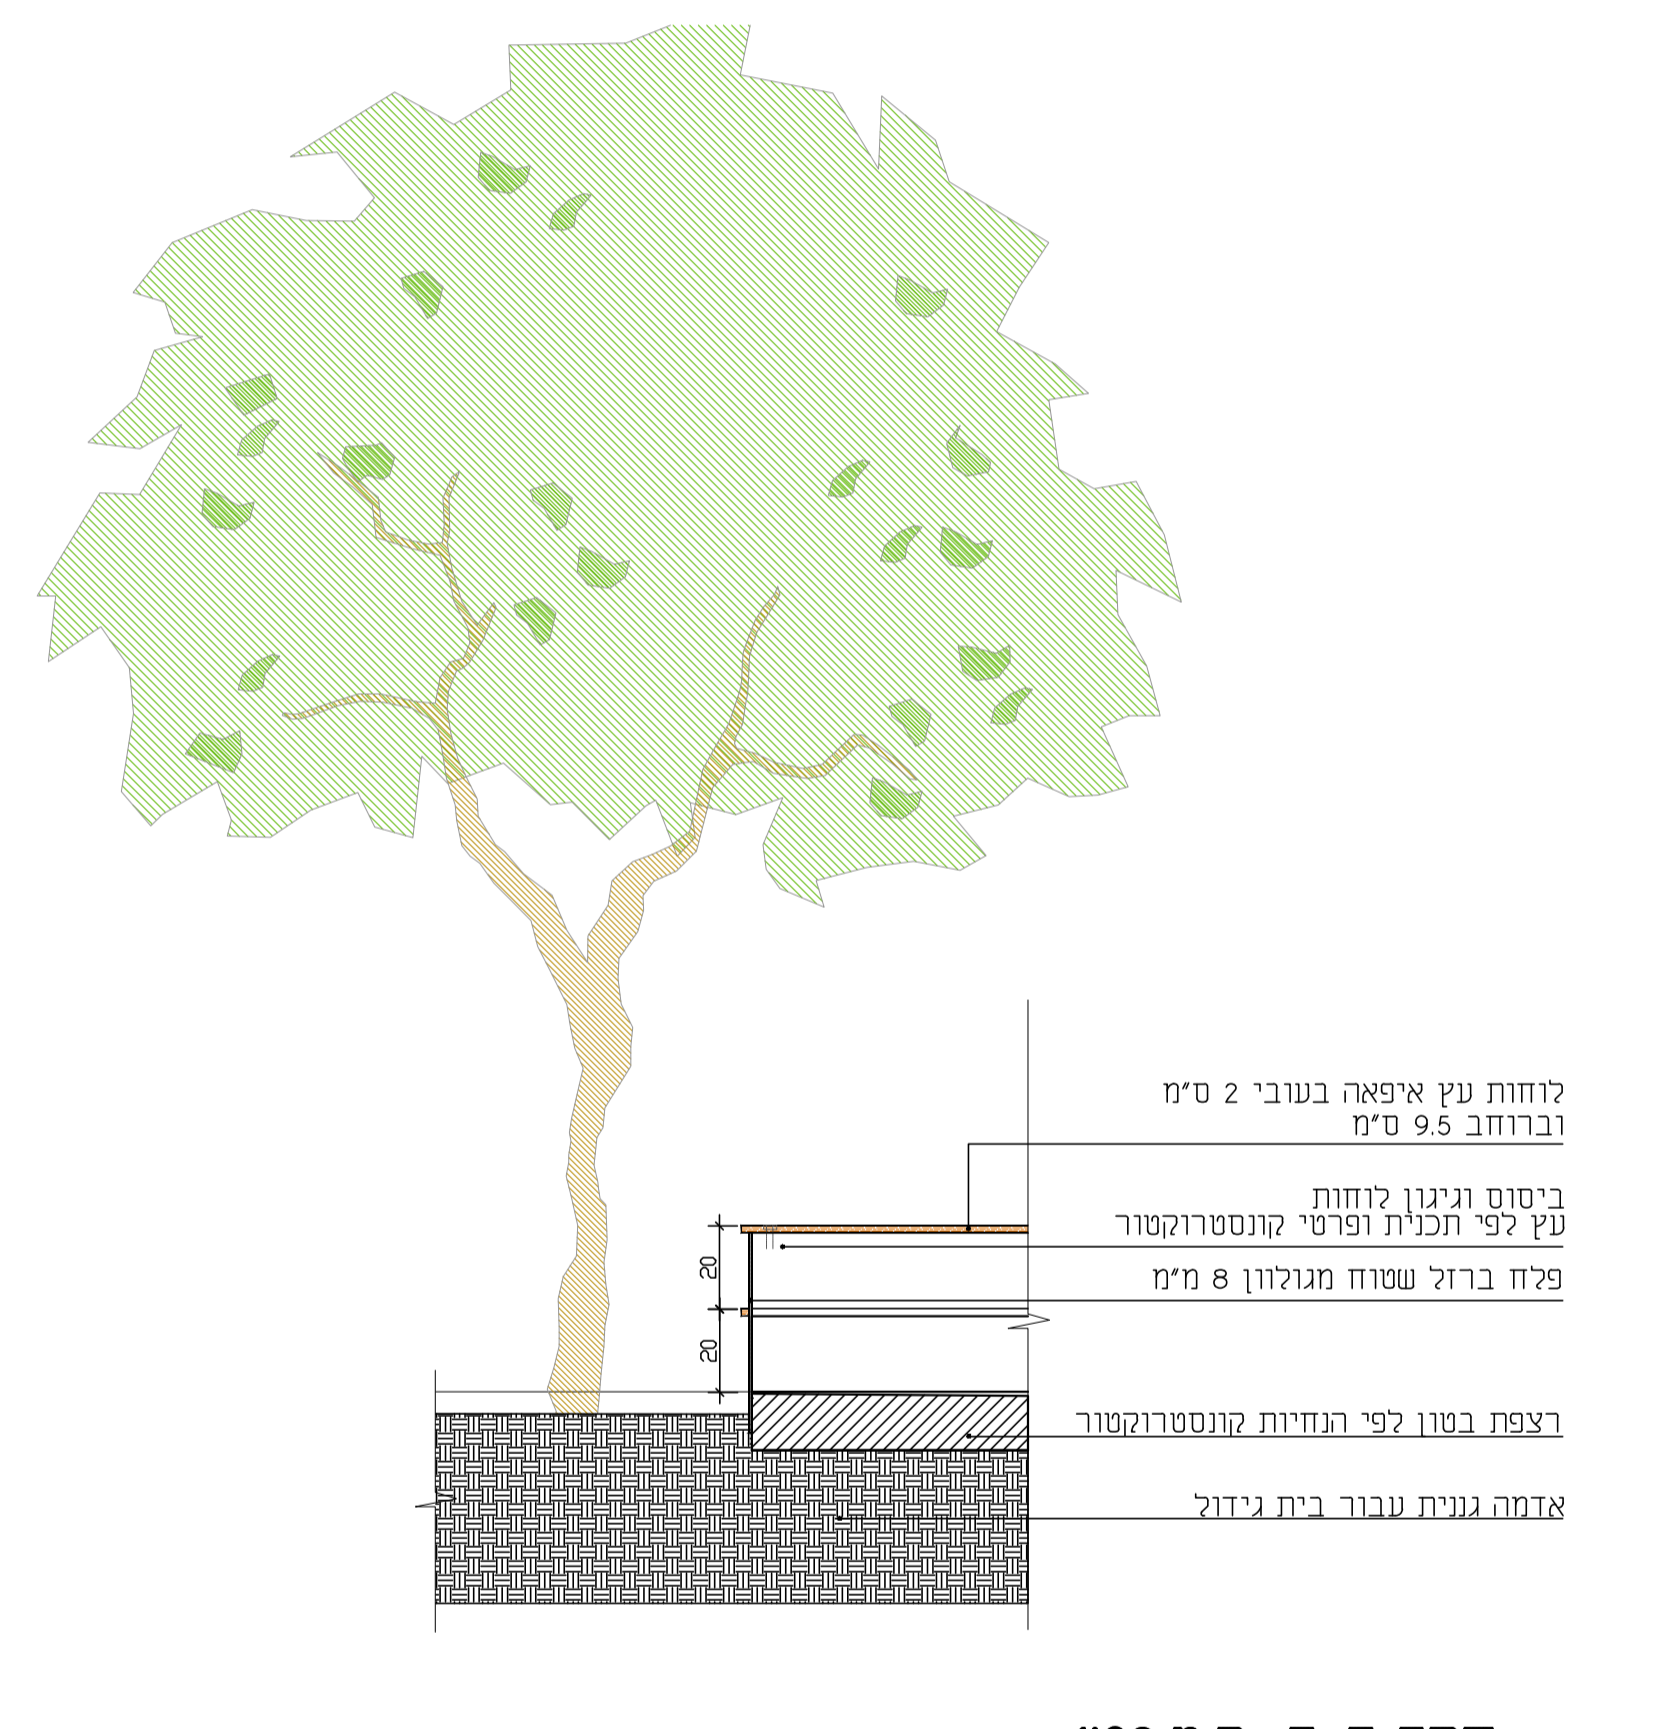 לוחות עץ איפאה בעובי 2 ס"מ
וברוחב 9.5 ס"מ
ביסוס וגיגון לוחות
עץ לפי תכנית ופרטי קונסטרוקטור
פלח ברזל שטוח מגולוון 8 מ"מ
20
20
רצפת בטון לפי הנחיות קונסטרוקטור
אדמה גננית עבור בית גידול